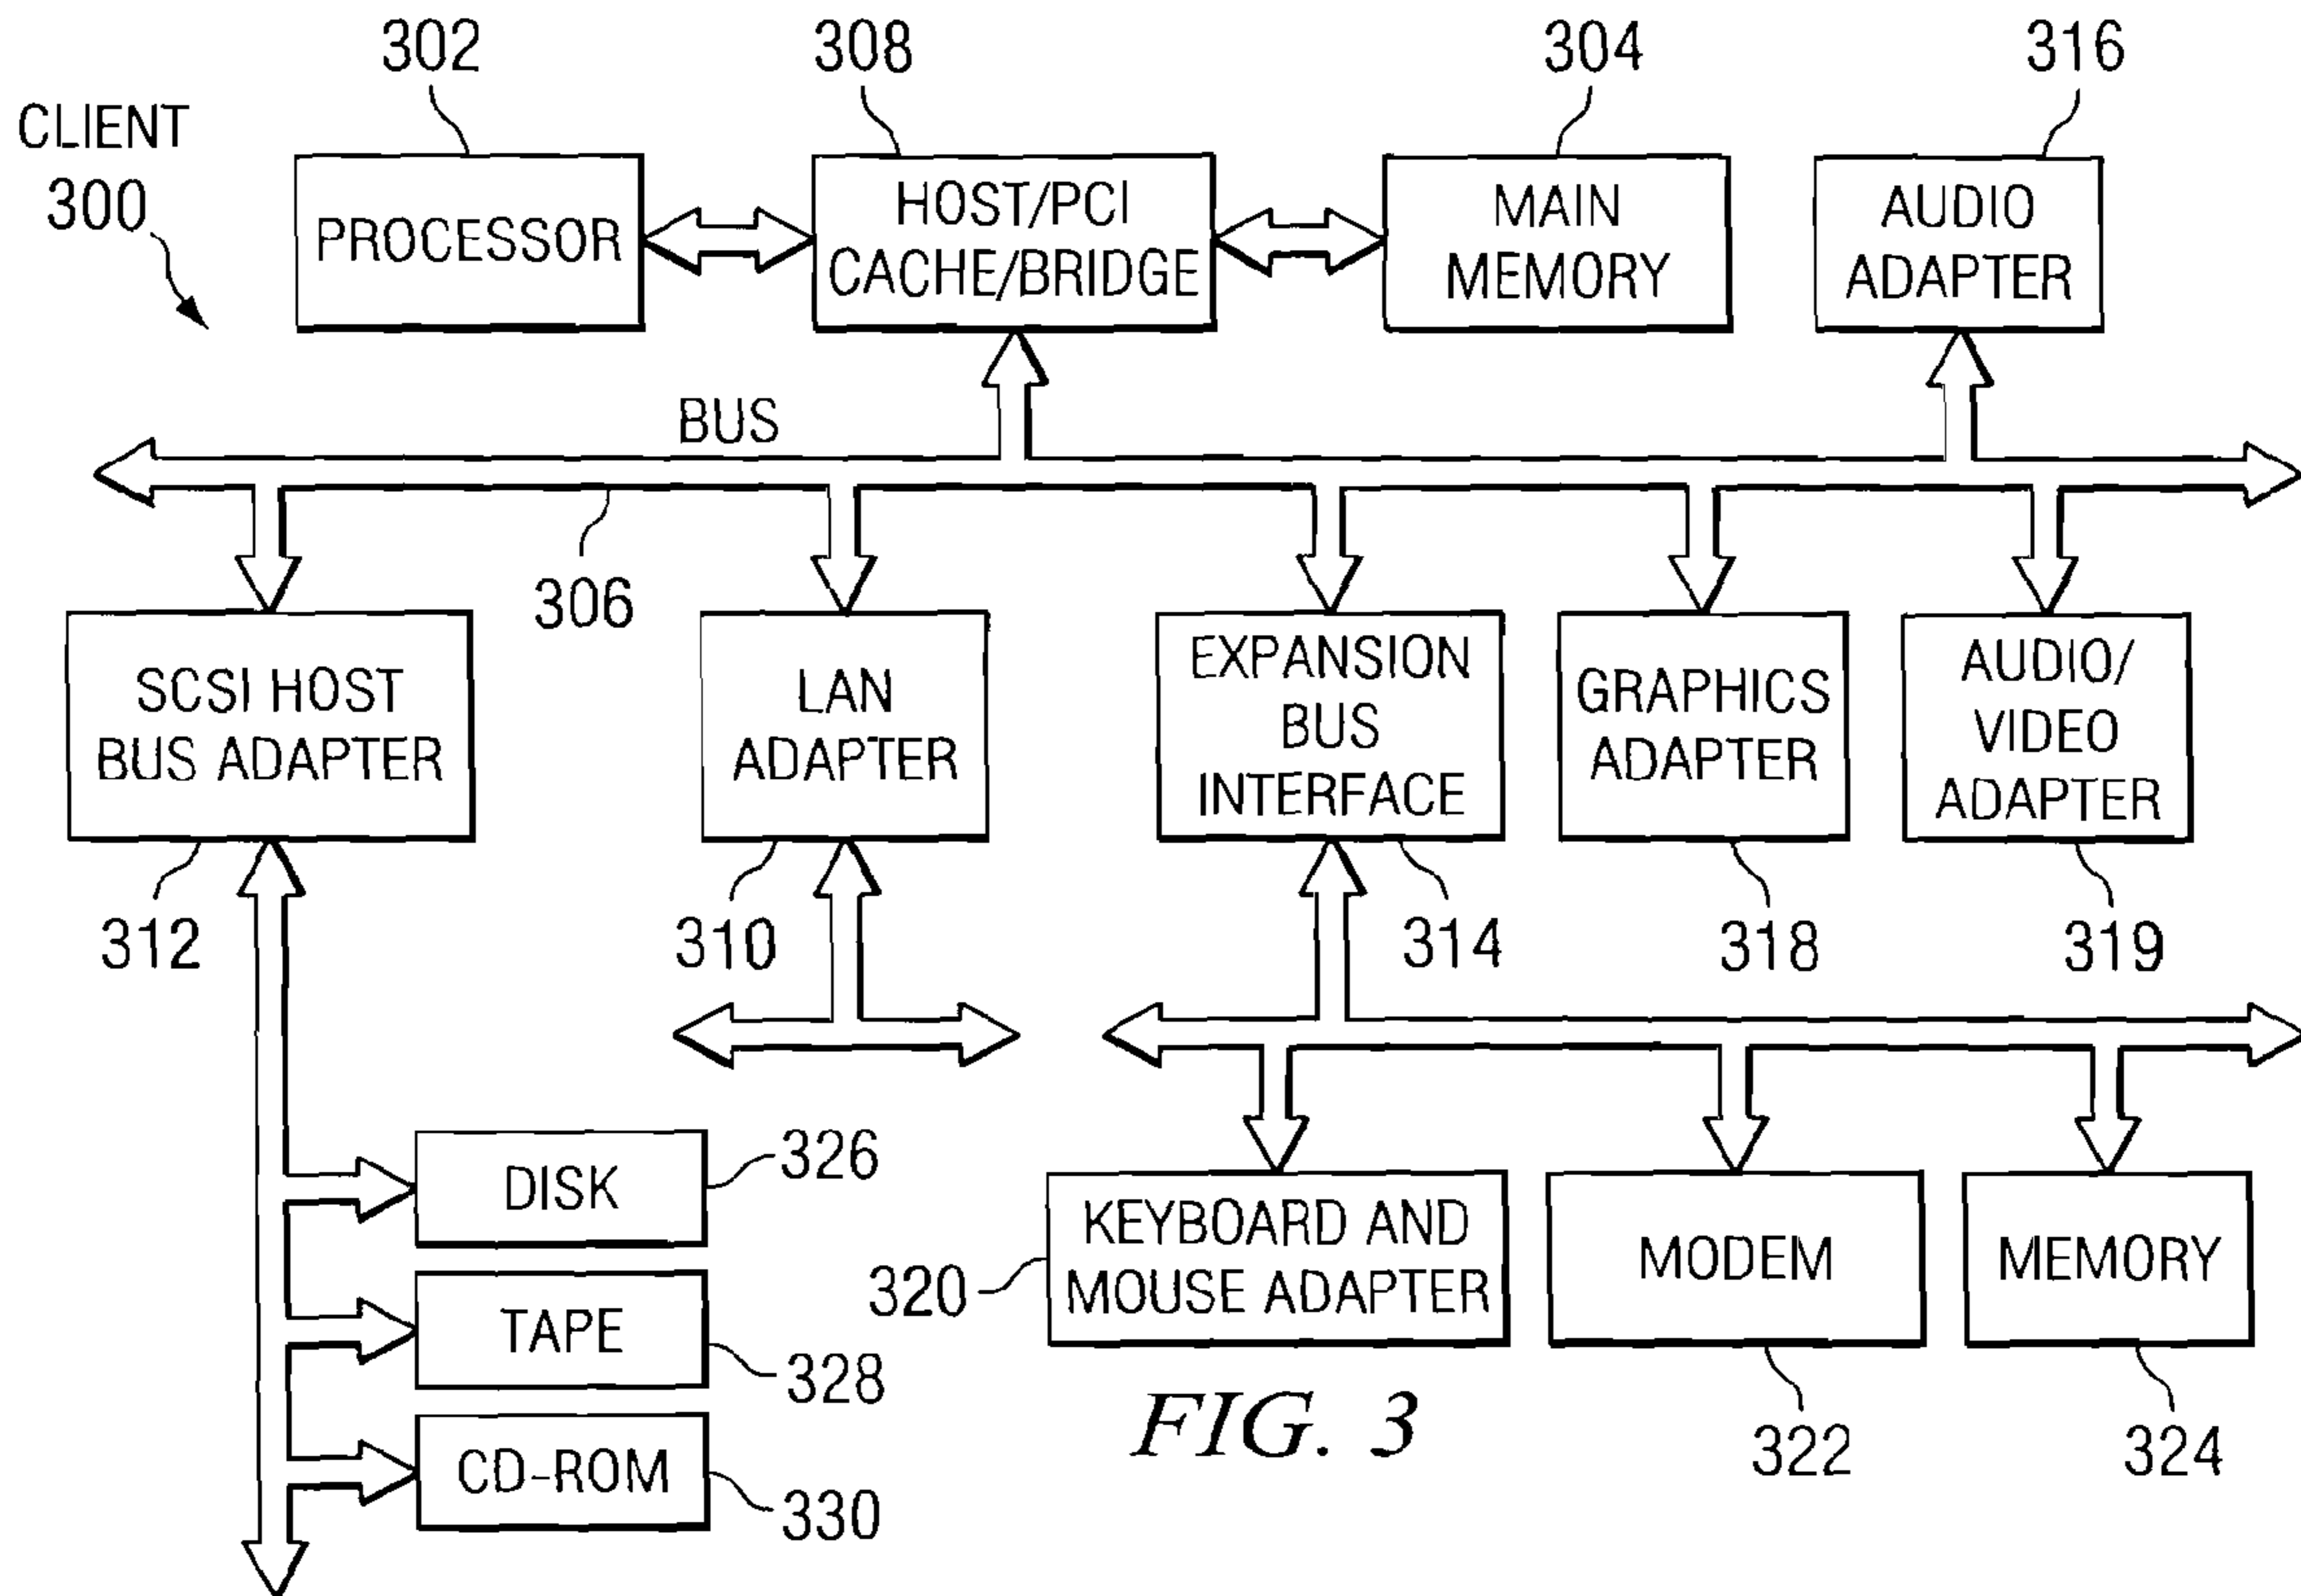 302
308
304
316
CLIENT
300
PROCESSOR
HOST/PCI
CACHE/BRIDGE
MAIN
MEMORY
AUDIO
ADAPTER
BUS
306
SCSI HOST
BUS ADAPTER
LAN
ADAPTER
EXPANSION
BUS
INTERFACE
GRAPHICS
ADAPTER
AUDIO/
VIDEO
ADAPTER
312
310
314
318
319
DISK
326
TAPE
328
CD-ROM
330
320
KEYBOARD AND
MOUSE ADAPTER
MODEM
MEMORY
322
324
FIG. 3